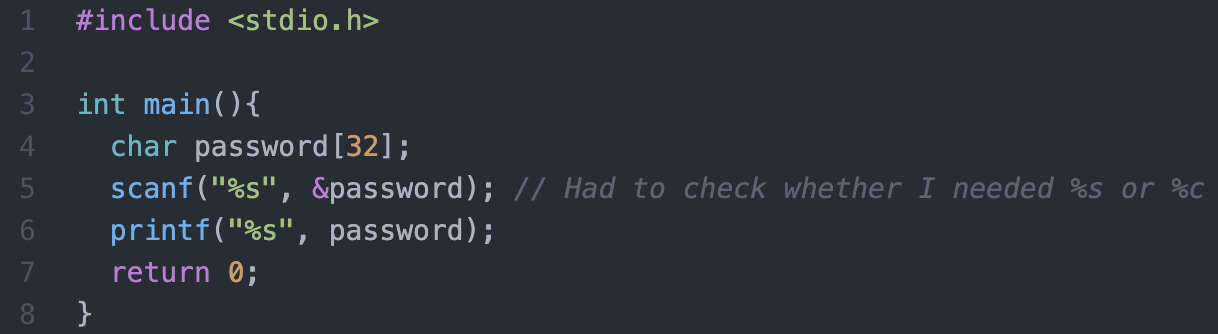 1 #include <stdio.h>
2
3 int main(){
4 char password[32];
5 scanf("%s", &password); // Had to check whether I needed %s or %c
6 printf("%s", password);
7 return 0;
8 }